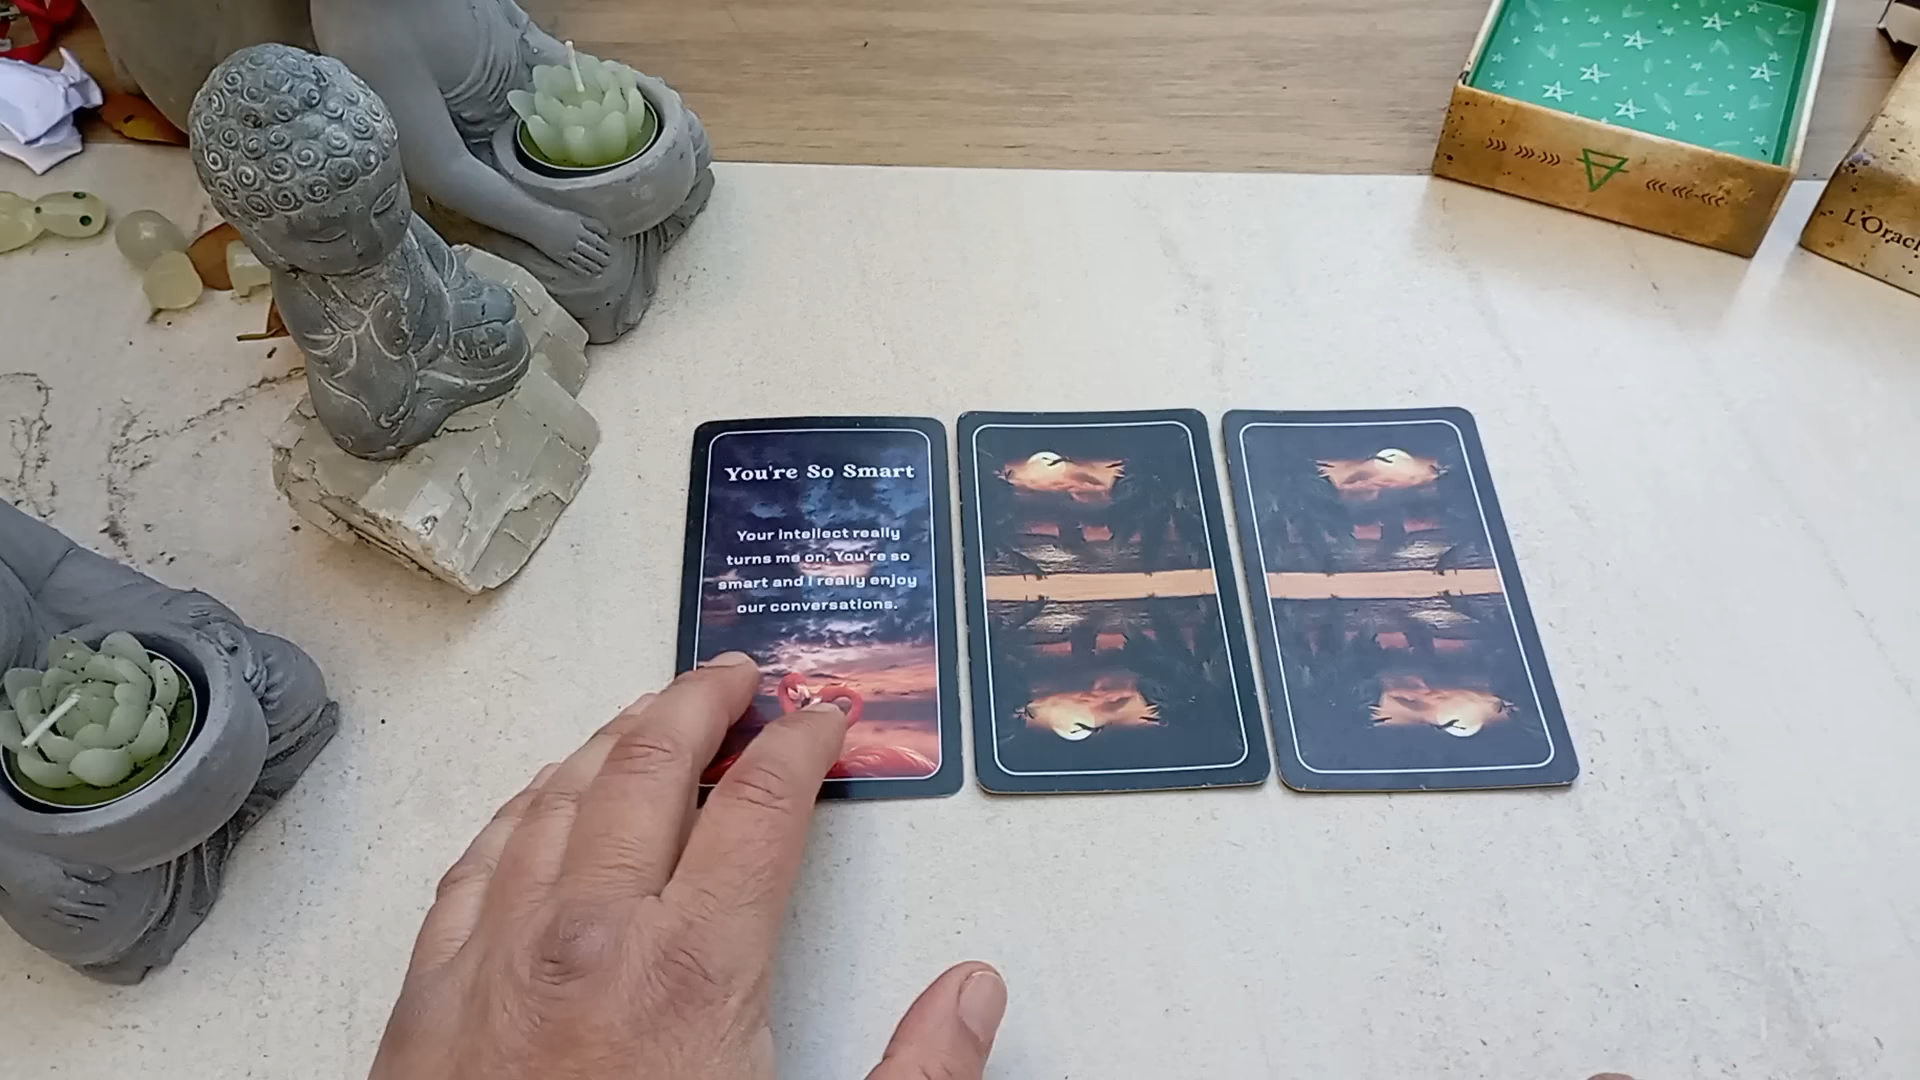 You're So Smart
Your intellect really
turns me on. You're so
smart and I really enjoy
our conversations.